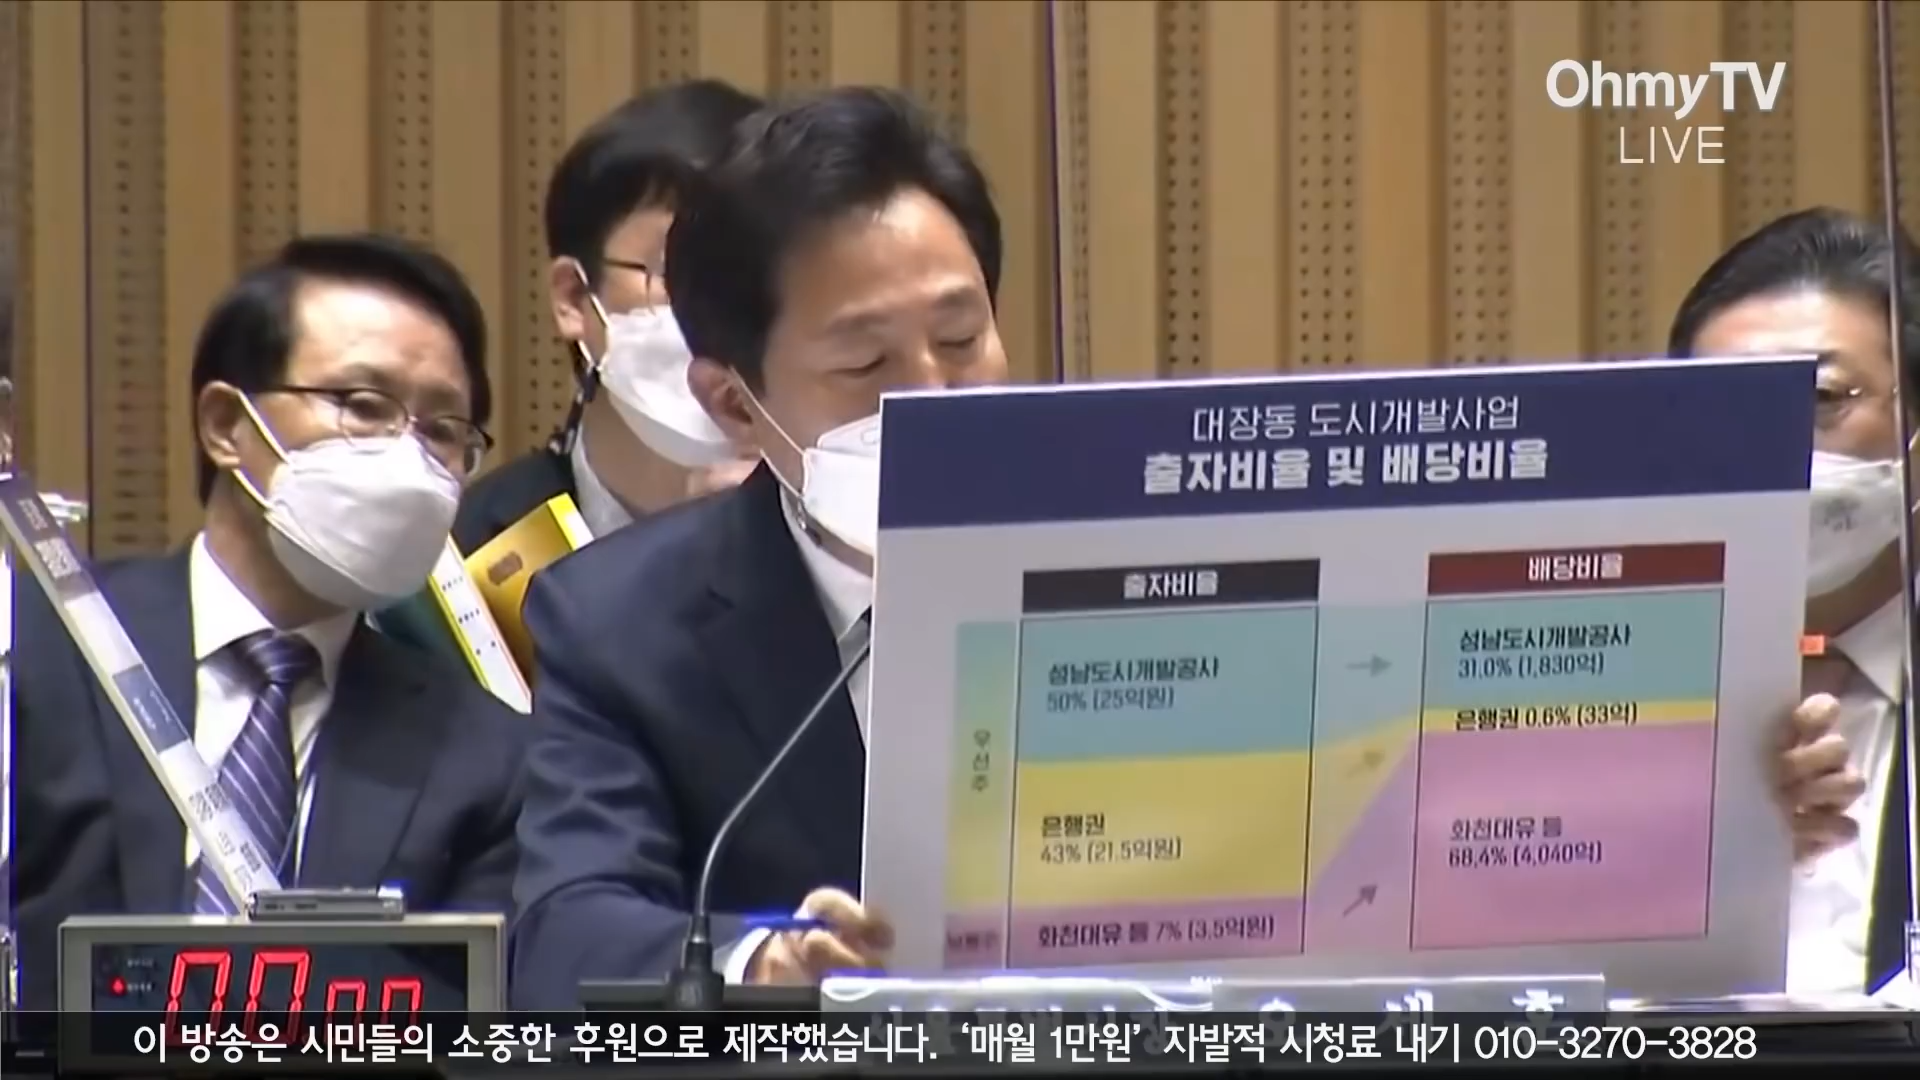 OhmyTV
LIVE
대장동 도시개발사업
출자비율 및 배당비율
출자비율
배당비율
성남도시개발공사
50% (25억원)
성남도시개발공사
31.0% (1,830억)
은행권 0.6% (33억)
우선주
은행권
43% (21.5억원)
화천대유 등
68.4% (4,040억)
화천대유 등 7% (3.5억원)
00
이 방송은 시민들의 소중한 후원으로 제작했습니다. ‘매월 1만원’ 자발적 시청료 내기 010-3270-3828